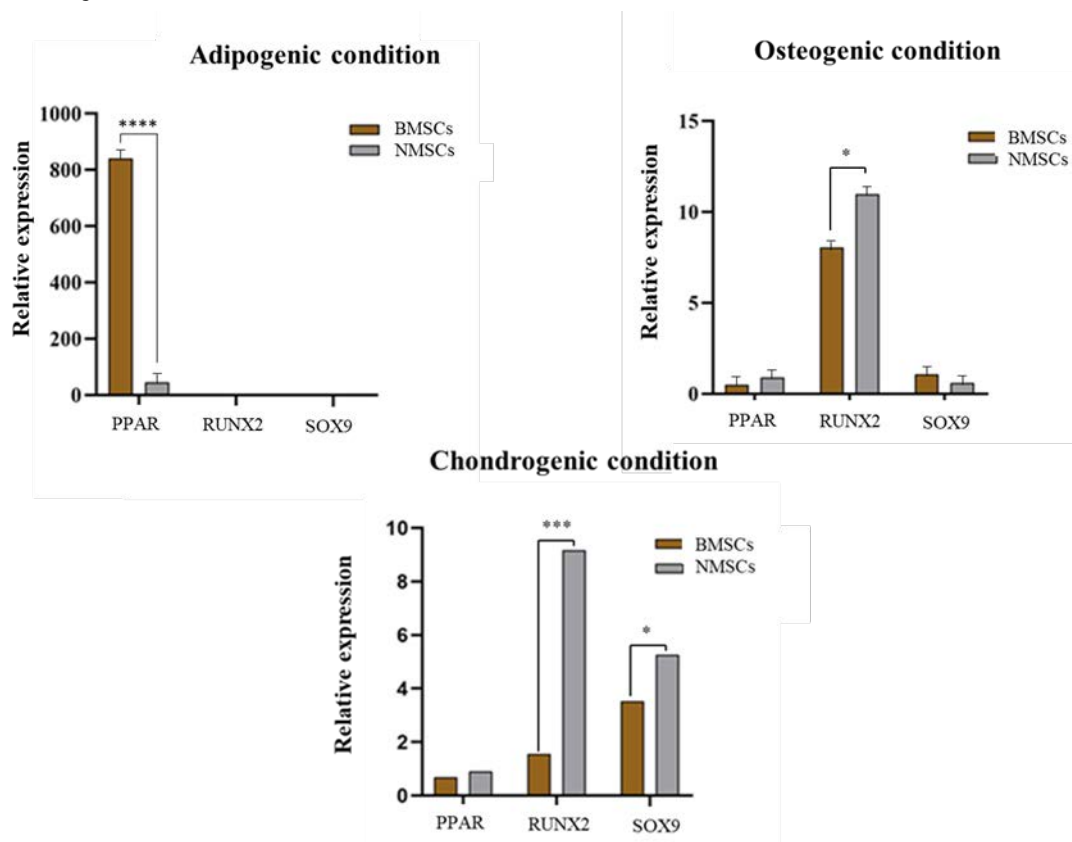 Adipogenic condition
1000
800
600
400
200
0
Relative expression
****
BMSCs
NMSCs
PPAR RUNX2 SOX9
Osteogenic condition
15
10
5
0
Relative expression
*
BMSCs
NMSCs
PPAR RUNX2 SOX9
Chondrogenic condition
10
8
6
4
2
0
Relative expression
***
*
BMSCs
NMSCs
PPAR RUNX2 SOX9